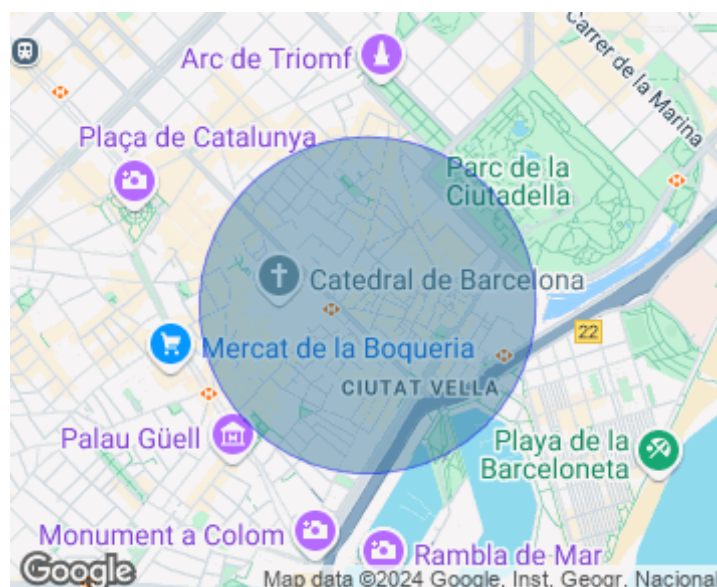 Arc de Triomf
Carrer de la Marina
Plaça de Catalunya
Parc de la
Ciutadella
Catedral de Barcelona
22
Mercat de la Boqueria
CIUTAT VELLA
Palau Güell
Playa de la
Barceloneta
Monument a Colom
Rambla de Mar
Google
Map data ©2024 Google, Inst. Geogr. Nacional